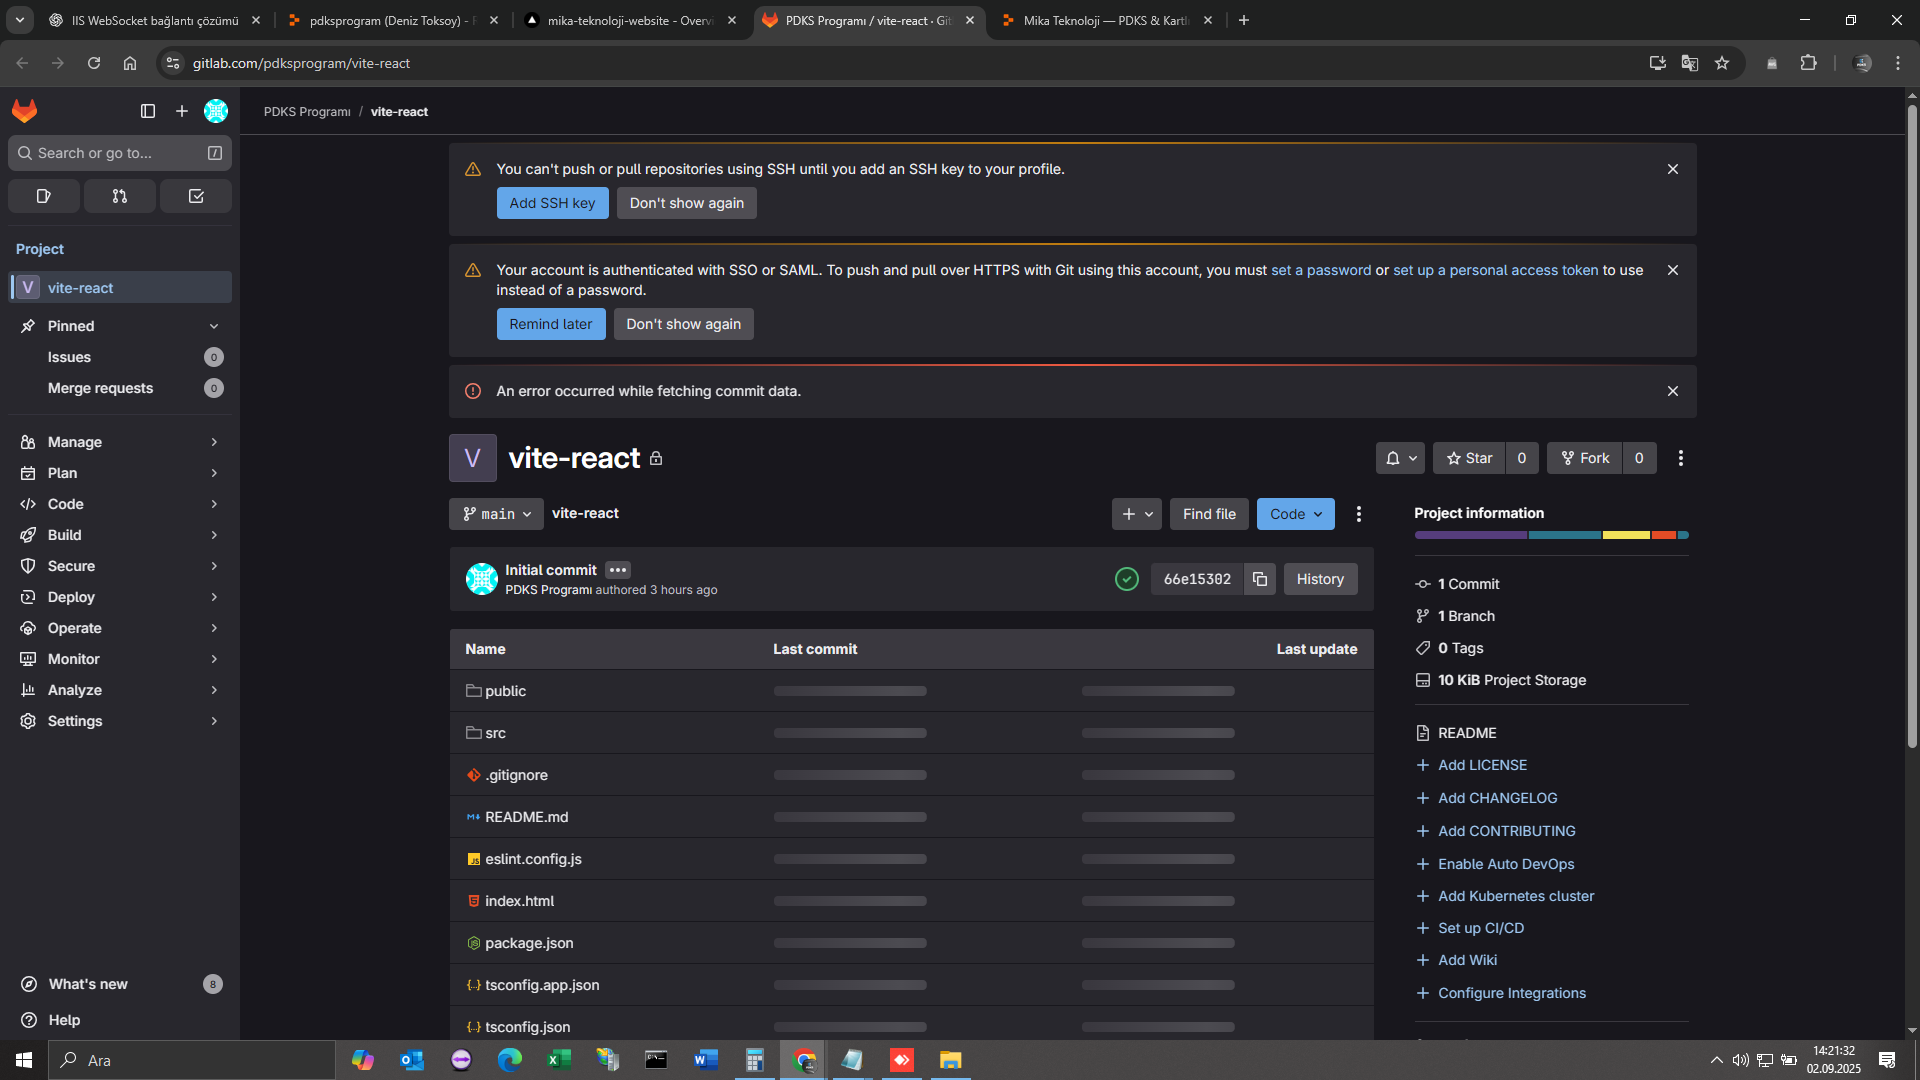 IIS WebSocket bağlantı çözümü
pdksprogram (Deniz Toksoy) -
mika-teknoloji-website - Overvi
PDKS Programı / vite-react · Git
Mika Teknoloji — PDKS & Kartl
gitlab.com/pdksprogram/vite-react
Search or go to...
/
PDKS Programı / vite-react
You can't push or pull repositories using SSH until you add an SSH key to your profile.
Add SSH key
Don't show again
Your account is authenticated with SSO or SAML. To push and pull over HTTPS with Git using this account, you must set a password or set up a personal access token to use
instead of a password.
Remind later
Don't show again
An error occurred while fetching commit data.
Project
V vite-react
Pinned
Issues 0
Merge requests 0
Manage
Plan
Code
Build
Secure
Deploy
Operate
Monitor
Analyze
Settings
What's new 8
Help
V vite-react
Star 0
Fork 0
main
vite-react
Find file
Code
Initial commit
PDKS Programı authored 3 hours ago
66e15302
History
Name Last commit Last update
public
src
.gitignore
README.md
eslint.config.js
index.html
package.json
tsconfig.app.json
tsconfig.json
Project information
1 Commit
1 Branch
0 Tags
10 KiB Project Storage
README
Add LICENSE
Add CHANGELOG
Add CONTRIBUTING
Enable Auto DevOps
Add Kubernetes cluster
Set up CI/CD
Add Wiki
Configure Integrations
Ara
14:21:32
02.09.2025